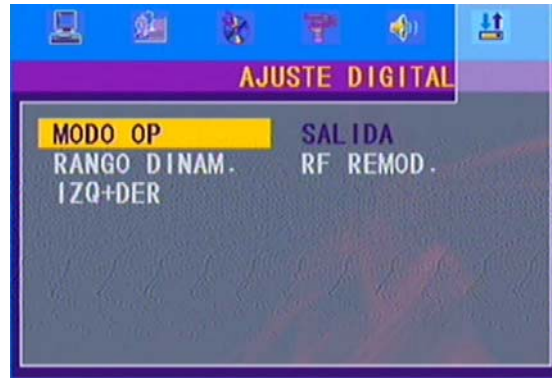 AJUSTE DIGITAL
MODO OP SALIDA
RANGO DINAM. RF REMOD.
IZQ+DER